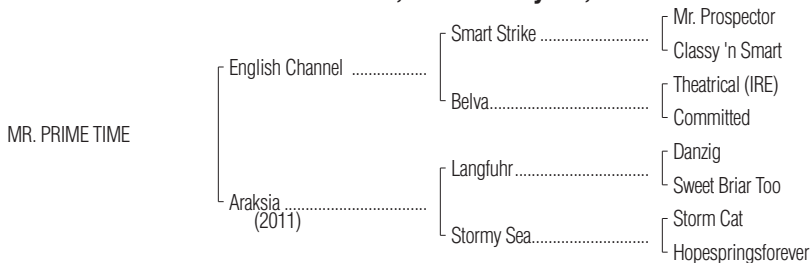 Mr. Prospector
Smart Strike ..............................
Classy 'n Smart
English Channel ..................
Theatrical (IRE)
Belva............................................
Committed
MR. PRIME TIME
Danzig
Langfuhr.....................................
Sweet Briar Too
Araksia ...................................
(2011)
Storm Cat
Stormy Sea................................
Hopespringsforever